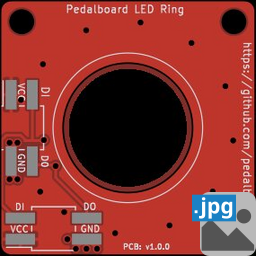 Pedalboard LED Ring
DI
VCC
https://github.com/pedalb
GND
DO
DI
DO
VCC
GND
.jpg
PCB: v1.0.0